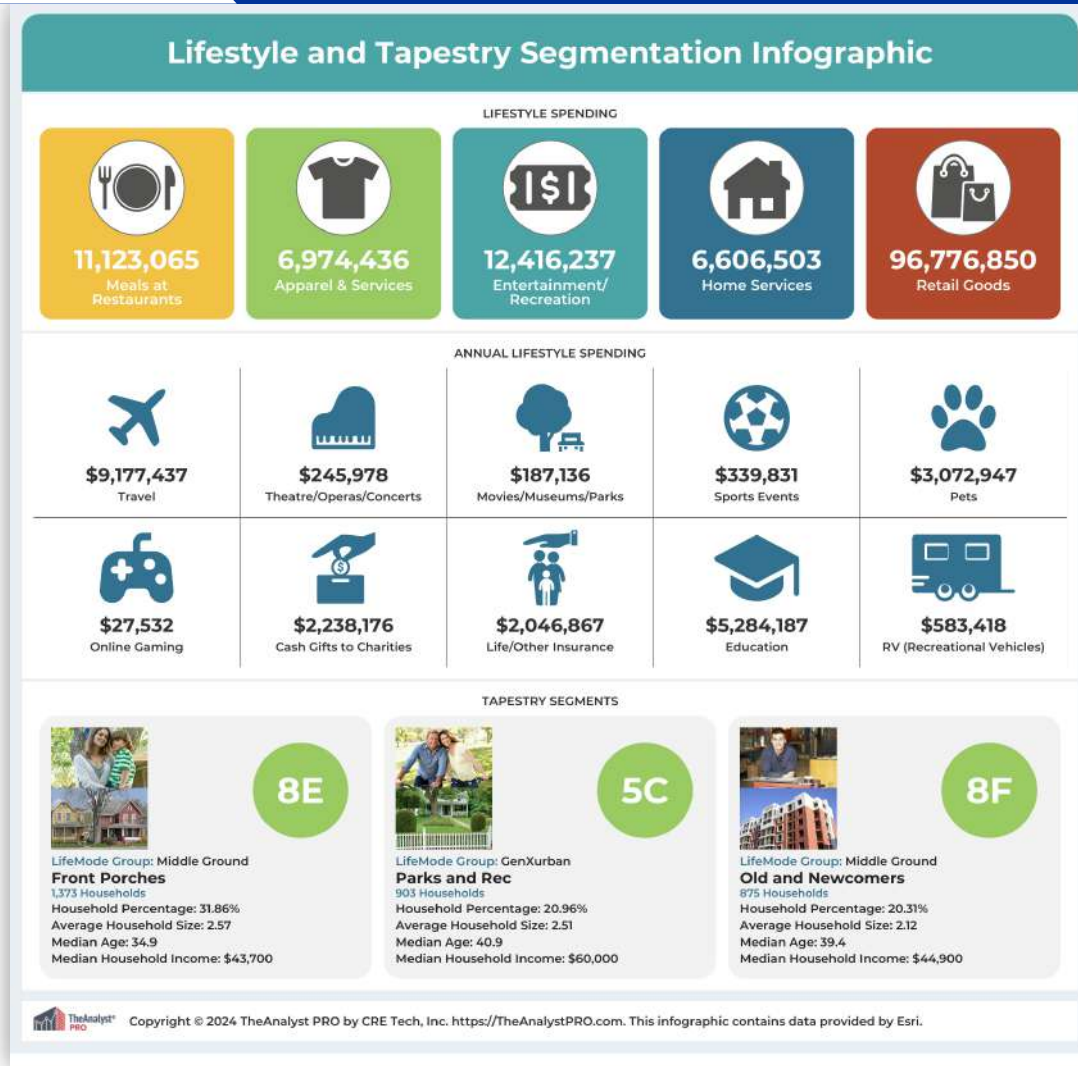 Lifestyle and Tapestry Segmentation Infographic
LIFESTYLE SPENDING
11,123,065
Meals at
Restaurants
6,974,436
Apparel & Services
12,416,237
Entertainment/
Recreation
6,606,503
Home Services
96,776,850
Retail Goods
ANNUAL LIFESTYLE SPENDING
$9,177,437
Travel
$245,978
Theatre/Operas/Concerts
$187,136
Movies/Museums/Parks
$339,831
Sports Events
$3,072,947
Pets
$27,532
Online Gaming
$2,238,176
Cash Gifts to Charities
$2,046,867
Life/Other Insurance
$5,284,187
Education
$583,418
RV (Recreational Vehicles)
TAPESTRY SEGMENTS
8E
LifeMode Group: Middle Ground
Front Porches
1,373 Households
Household Percentage: 31.86%
Average Household Size: 2.57
Median Age: 34.9
Median Household Income: $43,700
5C
LifeMode Group: GenXurban
Parks and Rec
903 Households
Household Percentage: 20.96%
Average Household Size: 2.51
Median Age: 40.9
Median Household Income: $60,000
8F
LifeMode Group: Middle Ground
Old and Newcomers
875 Households
Household Percentage: 20.31%
Average Household Size: 2.12
Median Age: 39.4
Median Household Income: $44,900
TheAnalyst®
PRO
Copyright © 2024 TheAnalyst PRO by CRE Tech, Inc. https://TheAnalystPRO.com. This infographic contains data provided by Esri.